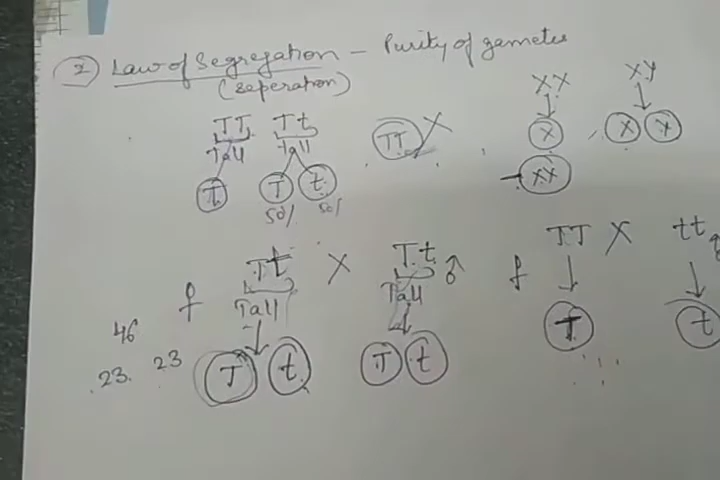 2 Law of Segregation - Purity of gametes
(seperation)
XX XY
TT Tt TT X X , X X
Tall Tall
T T t XX
50% 50%
♀ Tt X Tt ♂ ♀ TT X tt
Tall Tall
46 T t
23 23 T t T t